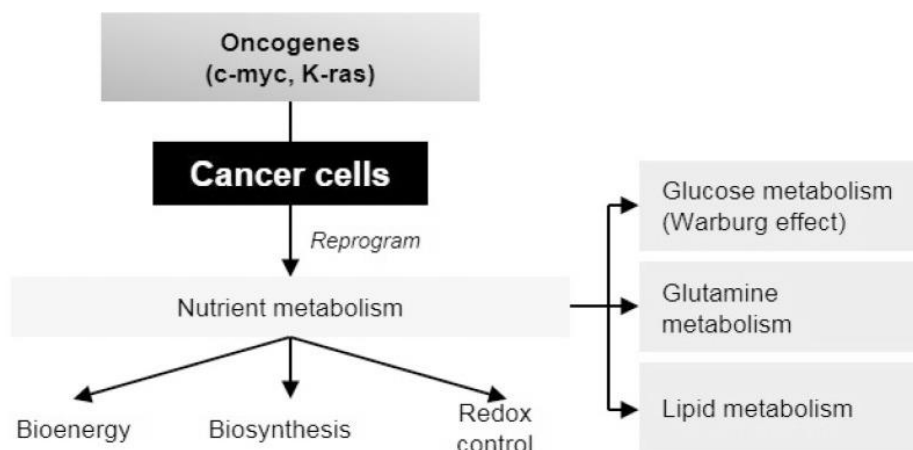 Oncogenes
(c-myc, K-ras)
Cancer cells
Reprogram
Nutrient metabolism
Glucose metabolism
(Warburg effect)
Glutamine
metabolism
Lipid metabolism
Bioenergy
Biosynthesis
Redox
control